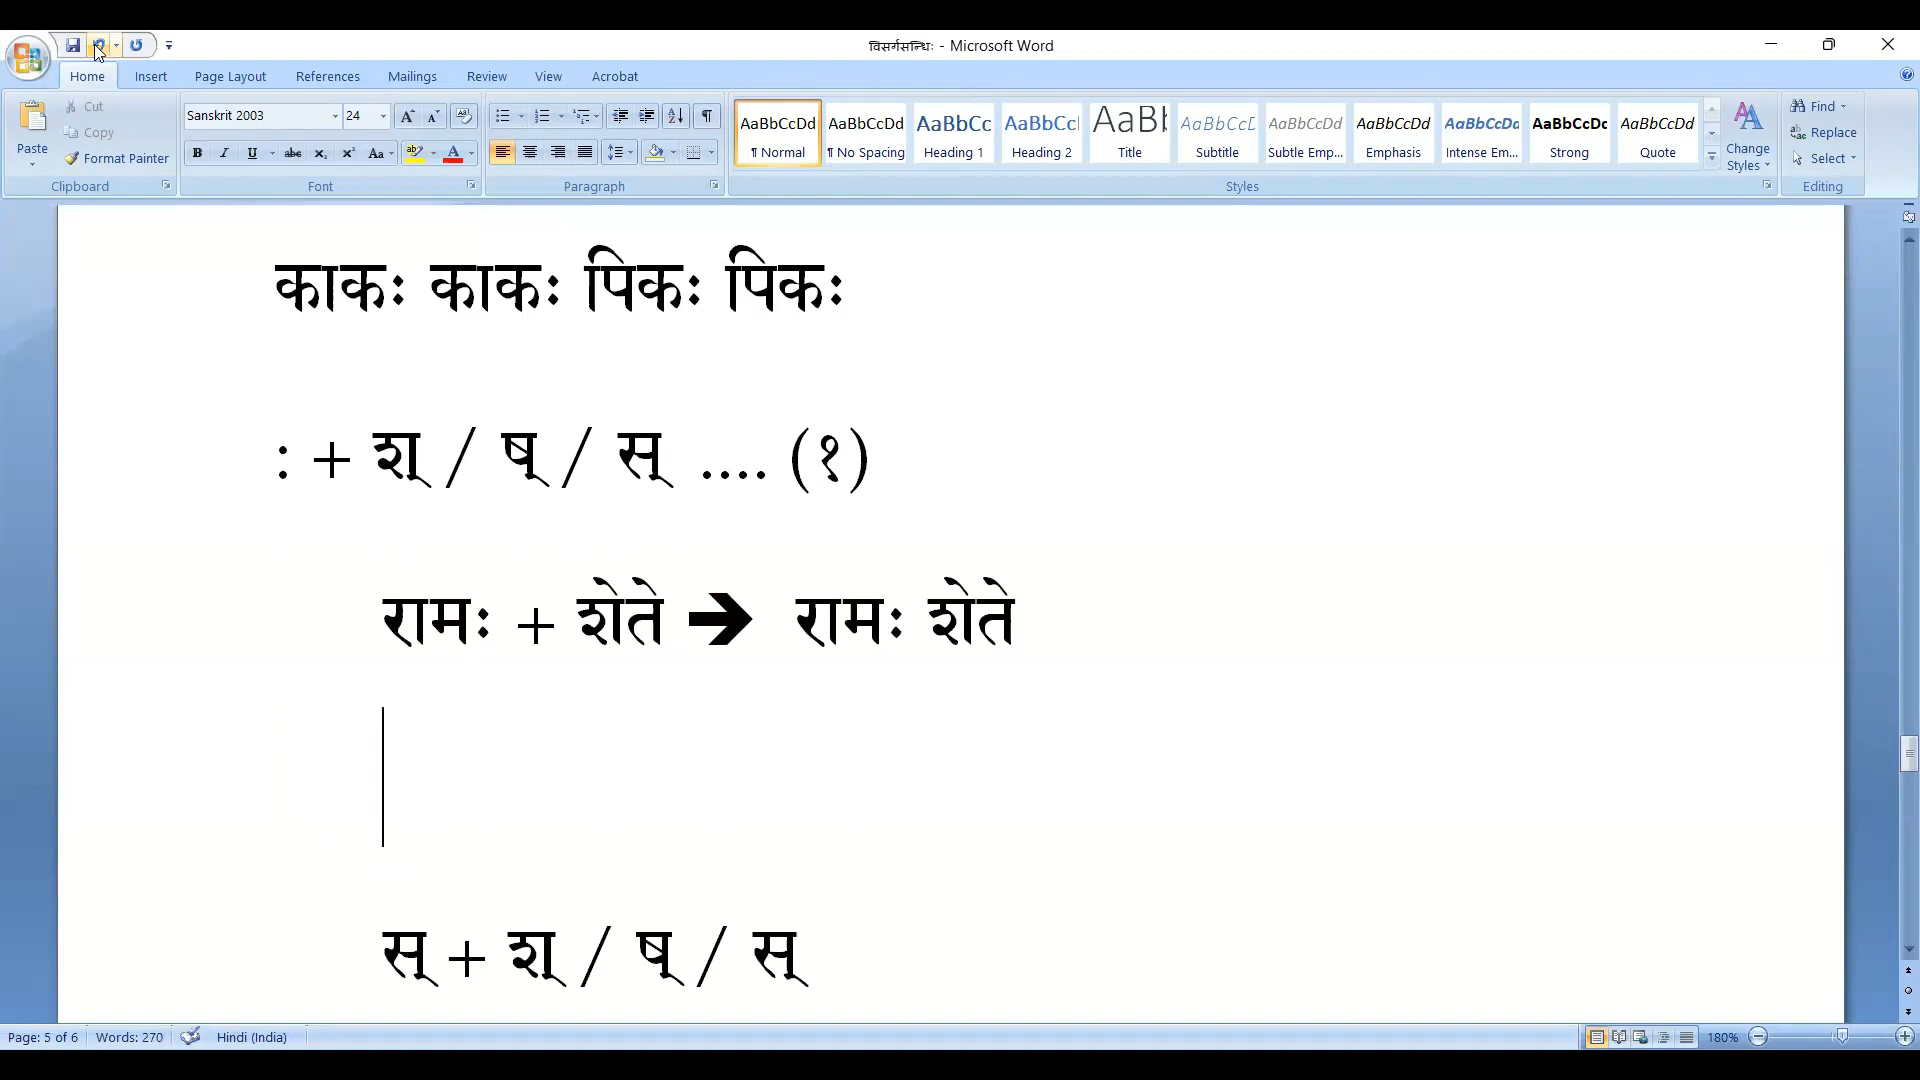 विसर्गसन्धिः - Microsoft Word
Home Insert Page Layout References Mailings Review View Acrobat
Paste Cut Copy Format Painter
Clipboard
Sanskrit 2003 24
Font
Paragraph
AaBbCcDd AaBbCcDd AaBbCc AaBbCc AaBb AaBbCcD AaBbCcDd AaBbCcDd AaBbCcDd AaBbCcDd AaBbCcDd
¶ Normal ¶ No Spacing Heading 1 Heading 2 Title Subtitle Subtle Emp... Emphasis Intense Em... Strong Quote
Change Styles
Styles
Find Replace Select
Editing
काकः काकः पिकः पिकः
: + श् / ष् / स् .... (१)
रामः + शेते ➔ रामः शेते
स् + श् / ष् / स्
Page: 5 of 6 Words: 270 Hindi (India) 180%